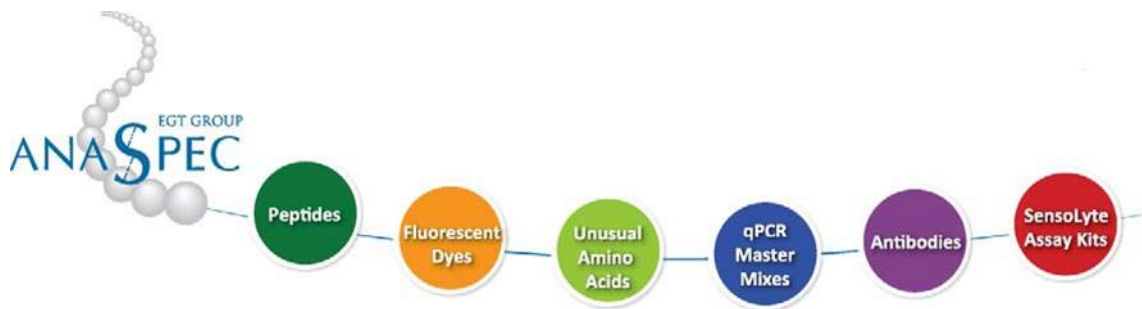 EGT GROUP
ANASPEC
Peptides
Fluorescent
Dyes
Unusual
Amino
Acids
qPCR
Master
Mixes
Antibodies
SensoLyte
Assay Kits